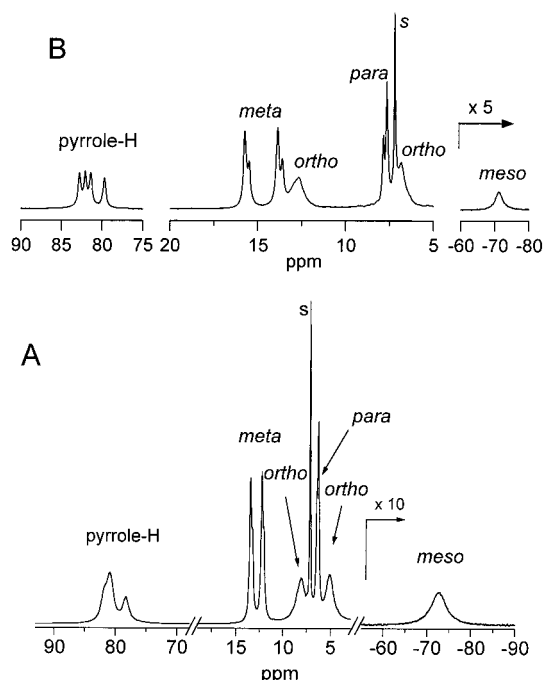 B
s
para
x 5
meta
pyrrole-H
ortho
ortho
meso
90 85 80 75 20 15 10 5 -60 -70 -80
ppm
ppm
A
s
meta
para
ortho
ortho
x 10
pyrrole-H
meso
90 80 70 15 10 5 -60 -70 -80 -90
ppm